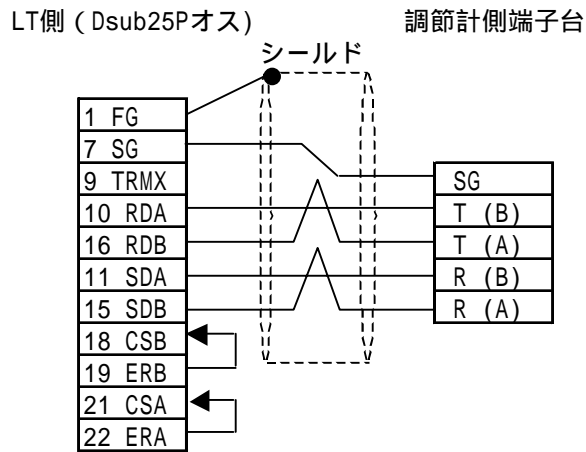 LT側（Dsub25Pオス)
調節計側端子台
シールド
1 FG
7 SG
9 TRMX
10 RDA
16 RDB
11 SDA
15 SDB
18 CSB
19 ERB
21 CSA
22 ERA
SG
T (B)
T (A)
R (B)
R (A)